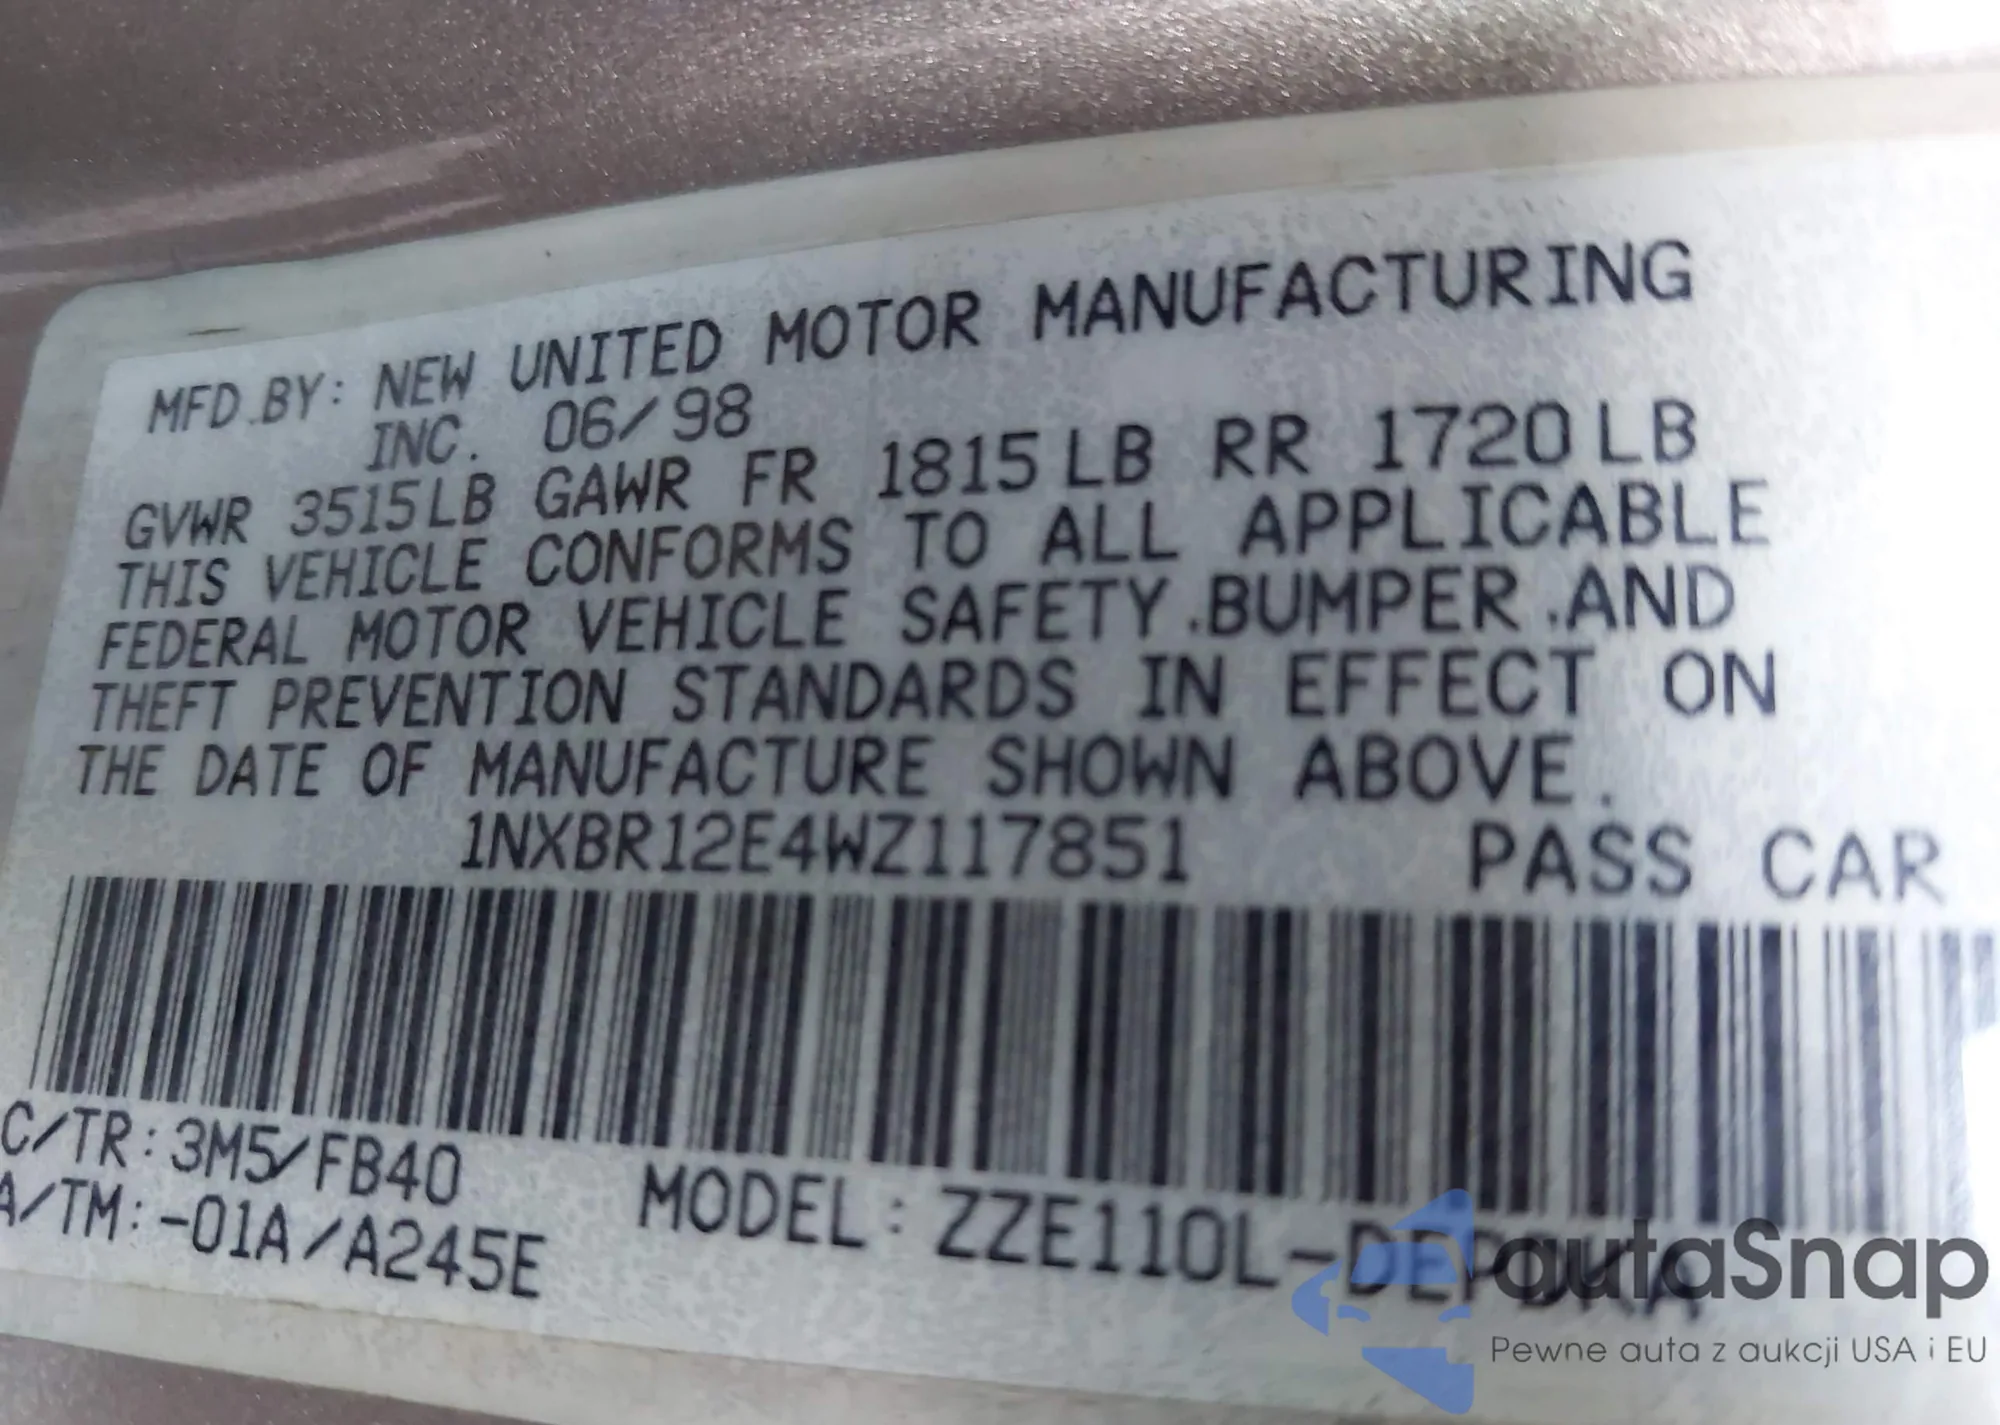 MFD.BY: NEW UNITED MOTOR MANUFACTURING
INC. 06/98
GVWR 3515LB GAWR FR 1815LB RR 1720LB
THIS VEHICLE CONFORMS TO ALL APPLICABLE
FEDERAL MOTOR VEHICLE SAFETY.BUMPER.AND
THEFT PREVENTION STANDARDS IN EFFECT ON
THE DATE OF MANUFACTURE SHOWN ABOVE.
1NXBR12E4WZ117851 PASS CAR
C/TR: 3M5/FB40
A/TM: -01A/A245E
MODEL: ZZE110L-DEPDKA
autaSnap
Pewne auta z aukcji USA i EU